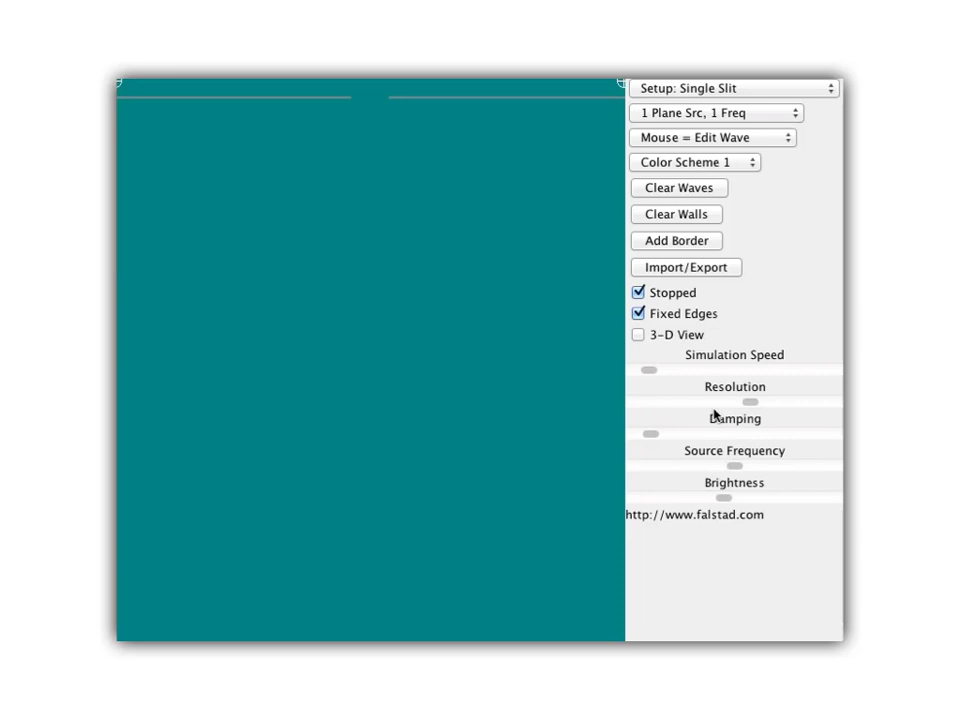 Setup: Single Slit
1 Plane Src, 1 Freq
Mouse = Edit Wave
Color Scheme 1
Clear Waves
Clear Walls
Add Border
Import/Export
Stopped
Fixed Edges
3-D View
Simulation Speed
Resolution
Damping
Source Frequency
Brightness
http://www.falstad.com